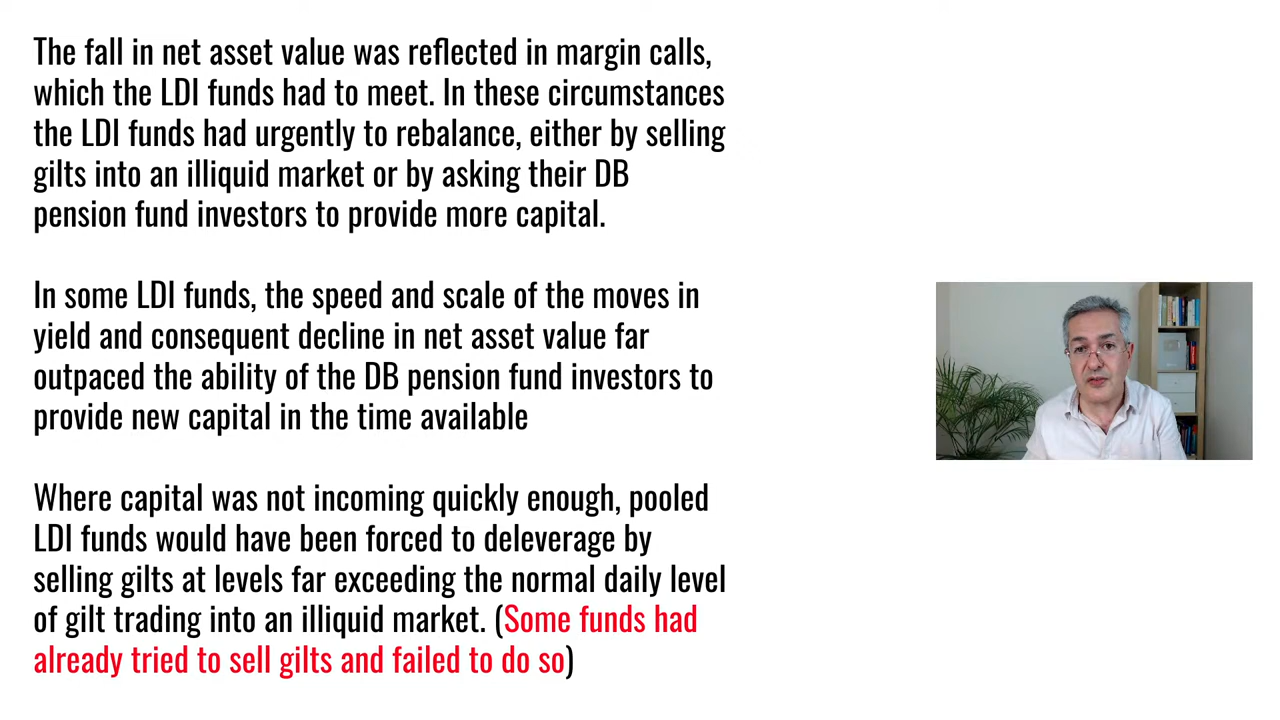 The fall in net asset value was reflected in margin calls,
which the LDI funds had to meet. In these circumstances
the LDI funds had urgently to rebalance, either by selling
gilts into an illiquid market or by asking their DB
pension fund investors to provide more capital.
In some LDI funds, the speed and scale of the moves in
yield and consequent decline in net asset value far
outpaced the ability of the DB pension fund investors to
provide new capital in the time available
Where capital was not incoming quickly enough, pooled
LDI funds would have been forced to deleverage by
selling gilts at levels far exceeding the normal daily level
of gilt trading into an illiquid market. (Some funds had
already tried to sell gilts and failed to do so)